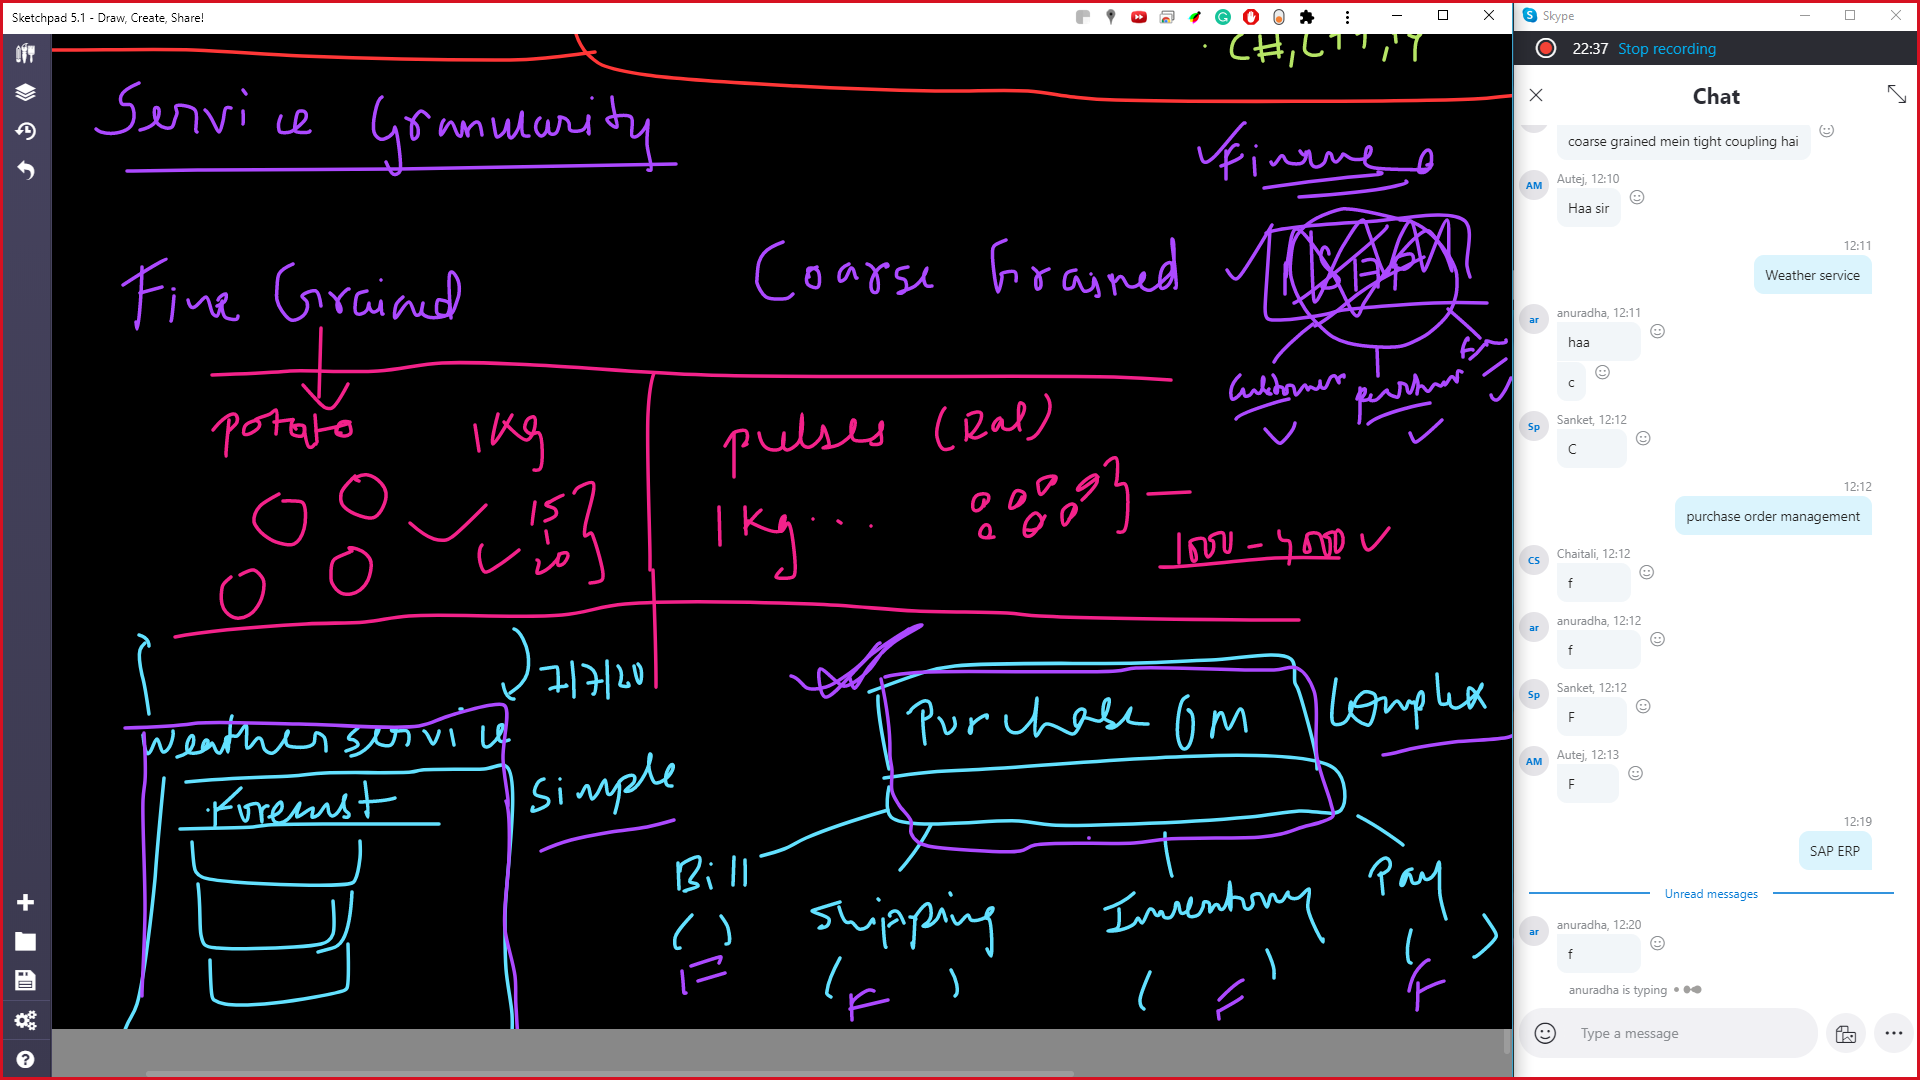 Sketchpad 5.1 - Draw, Create, Share!
C#, C++, 
Service Granularity
Finance
Fine Grained
Coarse Grained
SAP
Customer
potato
1Kg
pulses (Dal)
15
1
20
1Kg...
1000 - 4000
7/7/20
Weather service
Purchase OM
Complex
Forecast
Simple
Bill
Shipping
Inventory
Pay
F
F
F
Skype
22:37 Stop recording
Chat
coarse grained mein tight coupling hai
AM
Autej, 12:10
Haa sir
12:11
Weather service
ar
anuradha, 12:11
haa
c
Sp
Sanket, 12:12
C
12:12
purchase order management
CS
Chaitali, 12:12
f
ar
anuradha, 12:12
f
Sp
Sanket, 12:12
F
AM
Autej, 12:13
F
12:19
SAP ERP
Unread messages
ar
anuradha, 12:20
f
anuradha is typing
Type a message